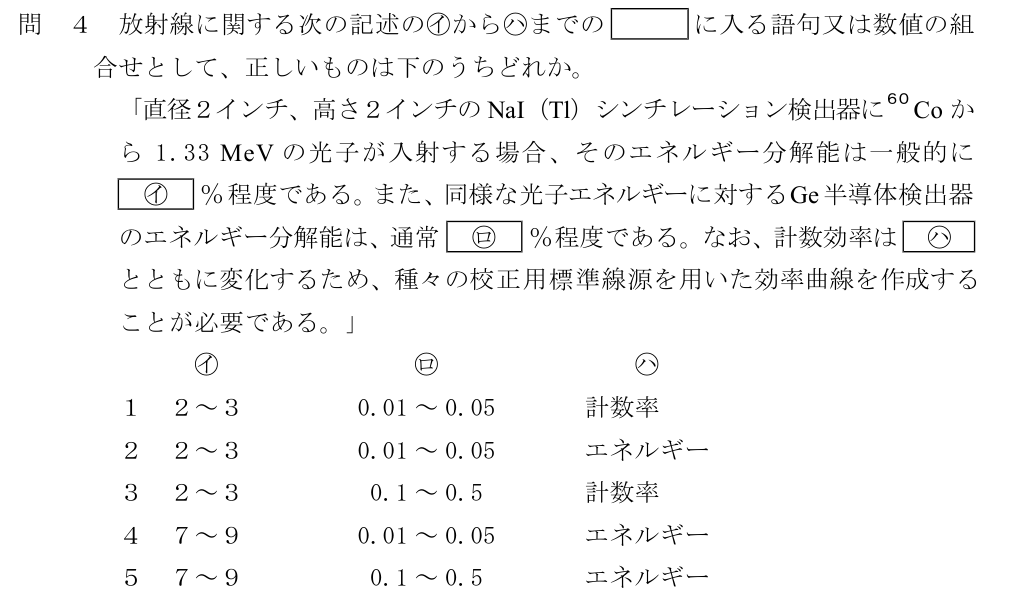 問 4 放射線に関する次の記述の㋑から㋩までの　　　に入る語句又は数値の組
合せとして、正しいものは下のうちどれか。
「直径２インチ、高さ２インチの NaI（Tl）シンチレーション検出器に⁶⁰Co か
ら 1.33 MeV の光子が入射する場合、そのエネルギー分解能は一般的に
㋑ ％程度である。また、同様な光子エネルギーに対するGe 半導体検出器
のエネルギー分解能は、通常 ㋺ ％程度である。なお、計数効率は ㋩
とともに変化するため、種々の校正用標準線源を用いた効率曲線を作成する
ことが必要である。」
㋑ ㋺ ㋩
1 2～3 0.01～0.05 計数率
2 2～3 0.01～0.05 エネルギー
3 2～3 0.1～0.5 計数率
4 7～9 0.01～0.05 エネルギー
5 7～9 0.1～0.5 エネルギー